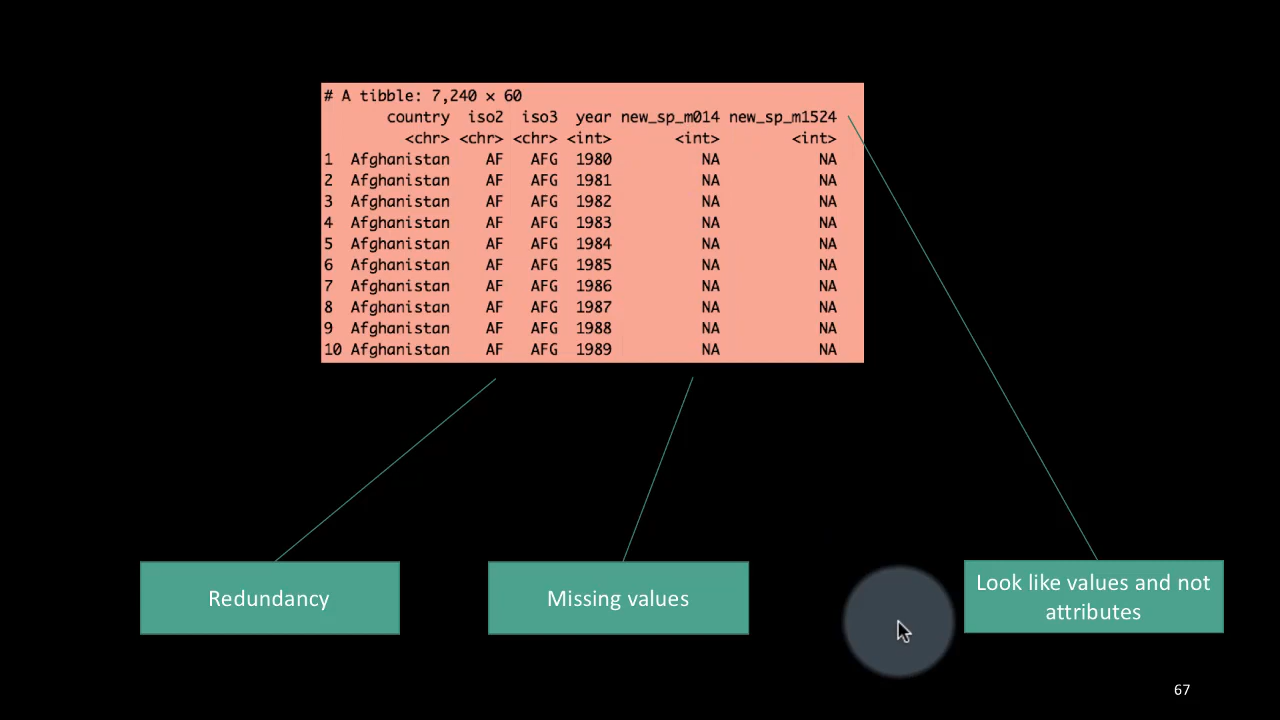 # A tibble: 7,240 × 60
country iso2 iso3 year new_sp_m014 new_sp_m1524
<chr> <chr> <chr> <int> <int> <int>
1 Afghanistan AF AFG 1980 NA NA
2 Afghanistan AF AFG 1981 NA NA
3 Afghanistan AF AFG 1982 NA NA
4 Afghanistan AF AFG 1983 NA NA
5 Afghanistan AF AFG 1984 NA NA
6 Afghanistan AF AFG 1985 NA NA
7 Afghanistan AF AFG 1986 NA NA
8 Afghanistan AF AFG 1987 NA NA
9 Afghanistan AF AFG 1988 NA NA
10 Afghanistan AF AFG 1989 NA NA
Redundancy
Missing values
Look like values and not
attributes
67